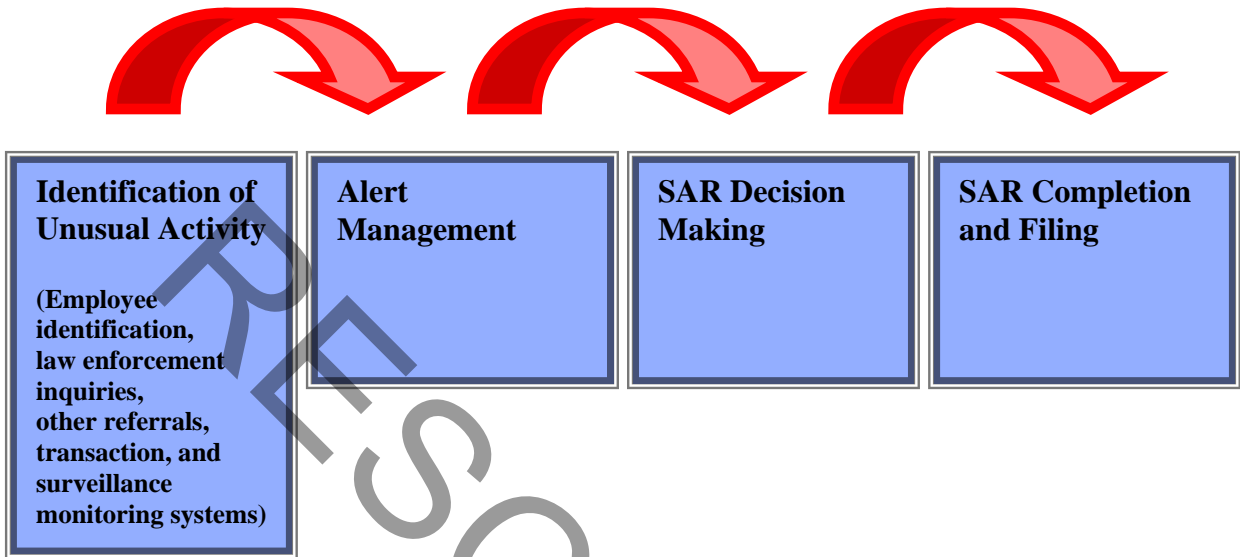 Identification of
Unusual Activity
(Employee
identification,
law enforcement
inquiries,
other referrals,
transaction, and
surveillance
monitoring systems)
Alert
Management
SAR Decision
Making
SAR Completion
and Filing
RESC